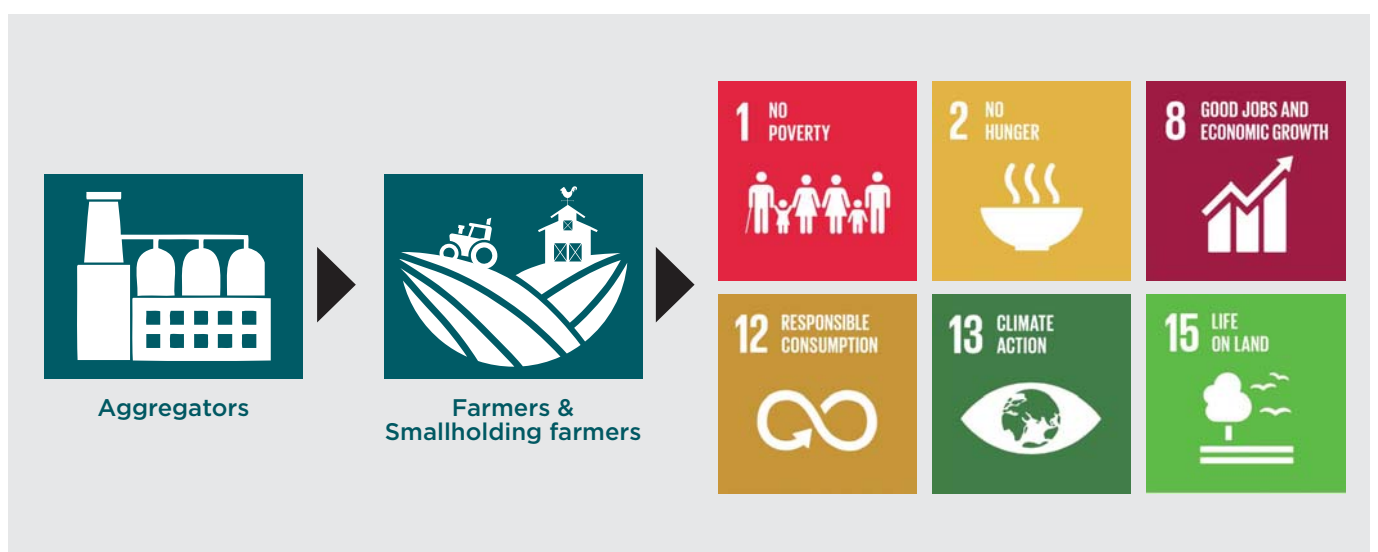 1 NO
POVERTY
2 NO
HUNGER
8 GOOD JOBS AND
ECONOMIC GROWTH
Aggregators
Farmers &
Smallholding farmers
12 RESPONSIBLE
CONSUMPTION
13 CLIMATE
ACTION
15 LIFE
ON LAND